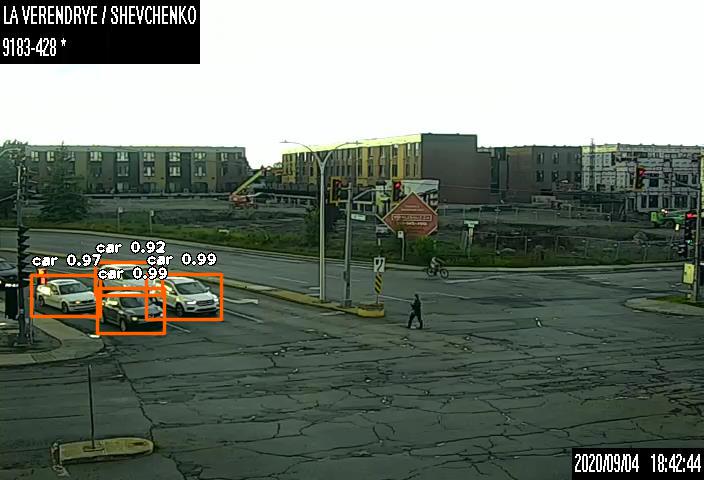 LA VERENDRYE / SHEVCHENKO
9183-428 *
car 0.92
car 0.97
car 0.99
car 0.99
2020/09/04 18:42:44